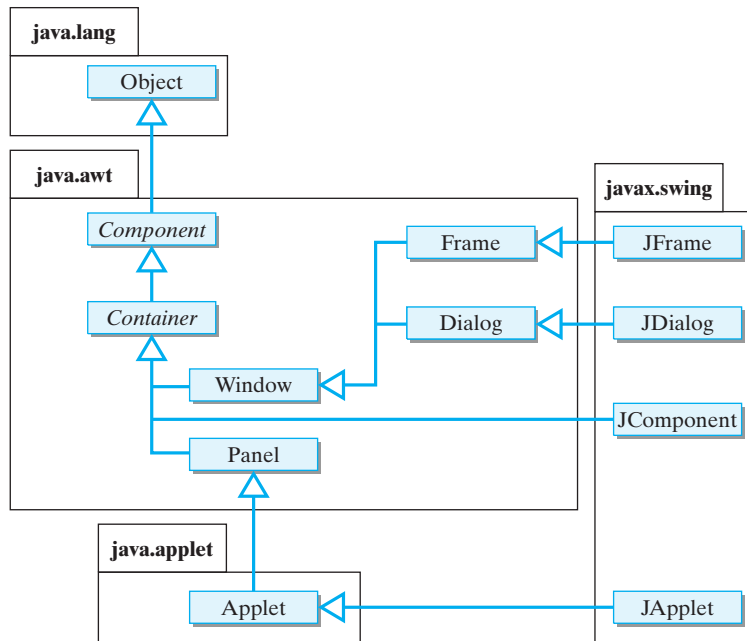 java.lang
Object
java.awt
javax.swing
Component
Frame
JFrame
Container
Dialog
JDialog
Window
JComponent
Panel
java.applet
Applet
JApplet